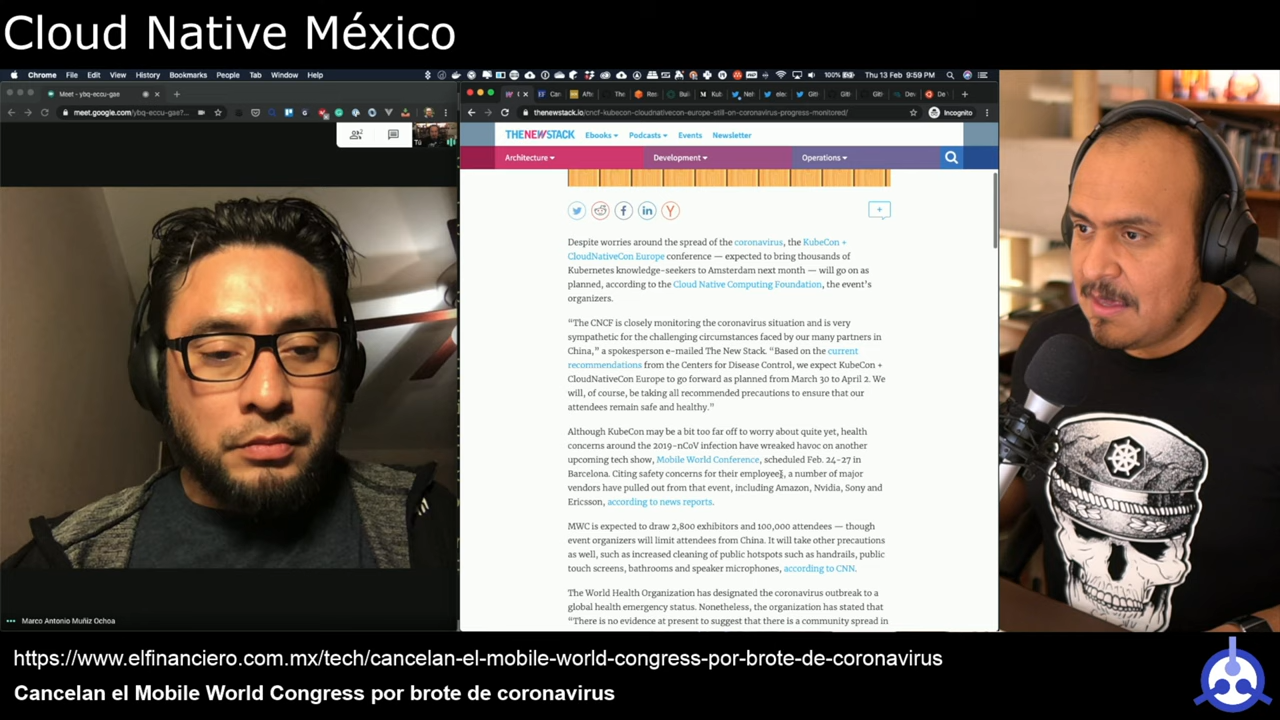 Cloud Native México
Chrome File Edit View History Bookmarks People Tab Window Help
100% Thu 13 Feb 9:59 PM
Meet - ybq-eccu-gae
meet.google.com/ybq-eccu-gae?...
thenewstack.io/cncf-kubecon-cloudnativecon-europe-still-on-coronavirus-progress-monitored/
Incognito
THENEWSTACK Ebooks Podcasts Events Newsletter
Architecture Development Operations
Despite worries around the spread of the coronavirus, the KubeCon +
CloudNativeCon Europe conference — expected to bring thousands of
Kubernetes knowledge-seekers to Amsterdam next month — will go on as
planned, according to the Cloud Native Computing Foundation, the event's
organizers.
“The CNCF is closely monitoring the coronavirus situation and is very
sympathetic for the challenging circumstances faced by our many partners in
China,” a spokesperson e-mailed The New Stack. “Based on the current
recommendations from the Centers for Disease Control, we expect KubeCon +
CloudNativeCon Europe to go forward as planned from March 30 to April 2. We
will, of course, be taking all recommended precautions to ensure that our
attendees remain safe and healthy.”
Although KubeCon may be a bit too far off to worry about quite yet, health
concerns around the 2019-nCoV infection have wreaked havoc on another
upcoming tech show, Mobile World Conference, scheduled Feb. 24-27 in
Barcelona. Citing safety concerns for their employees, a number of major
vendors have pulled out from that event, including Amazon, Nvidia, Sony and
Ericsson, according to news reports.
MWC is expected to draw 2,800 exhibitors and 100,000 attendees — though
event organizers will limit attendees from China. It will take other precautions
as well, such as increased cleaning of public hotspots such as handrails, public
touch screens, bathrooms and speaker microphones, according to CNN.
The World Health Organization has designated the coronavirus outbreak to a
global health emergency status. Nonetheless, the organization has stated that
“There is no evidence at present to suggest that there is a community spread in
Marco Antonio Muñiz Ochoa
https://www.elfinanciero.com.mx/tech/cancelan-el-mobile-world-congress-por-brote-de-coronavirus
Cancelan el Mobile World Congress por brote de coronavirus